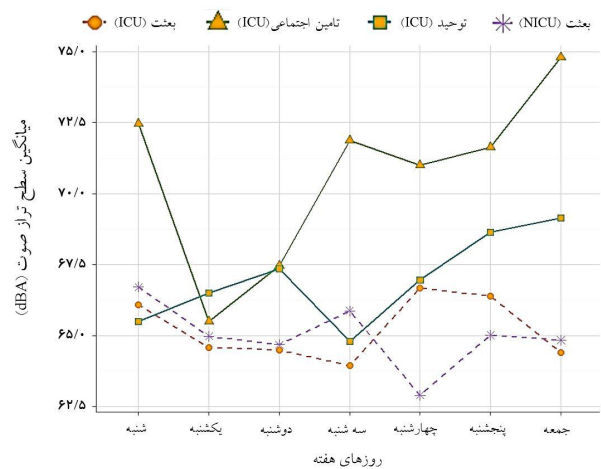 بعثت (ICU) تامین اجتماعی(ICU) توحید (ICU) بعثت (NICU)
میانگین سطح تراز صوت (dBA)
۷۵/۰
۷۲/۵
۷۰/۰
۶۷/۵
۶۵/۰
۶۲/۵
شنبه یکشنبه دوشنبه سه شنبه چهارشنبه پنجشنبه جمعه
روزهای هفته